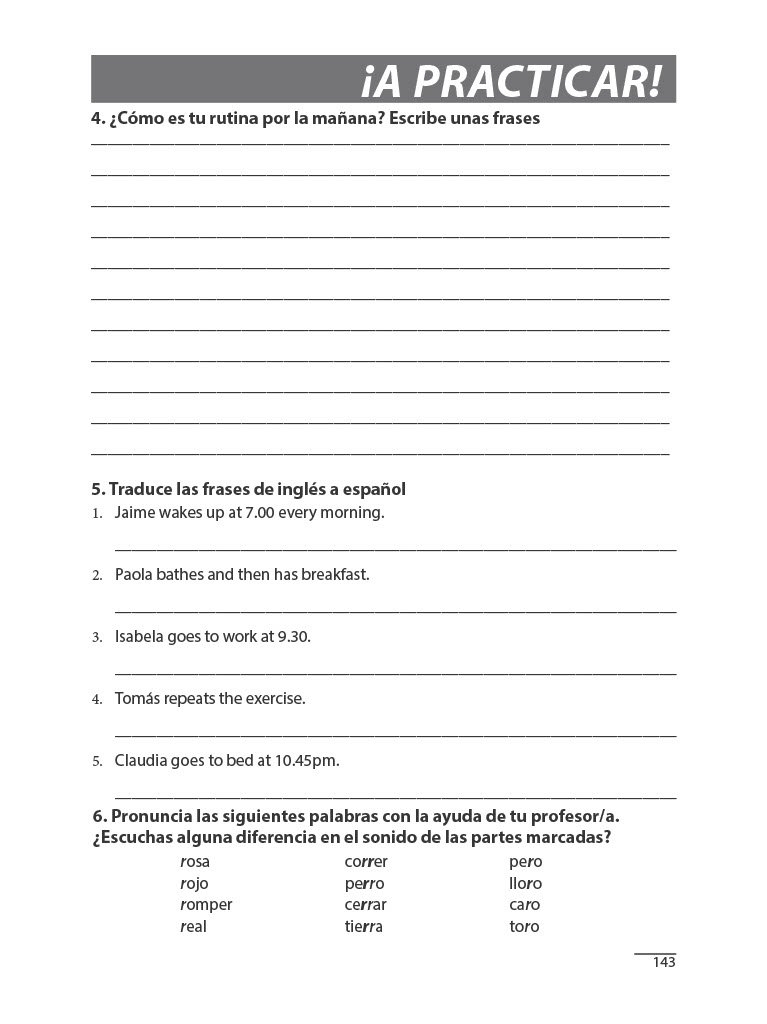 ¡A PRACTICAR!
4. ¿Cómo es tu rutina por la mañana? Escribe unas frases
5. Traduce las frases de inglés a español
1. Jaime wakes up at 7.00 every morning.
2. Paola bathes and then has breakfast.
3. Isabela goes to work at 9.30.
4. Tomás repeats the exercise.
5. Claudia goes to bed at 10.45pm.
6. Pronuncia las siguientes palabras con la ayuda de tu profesor/a.
¿Escuchas alguna diferencia en el sonido de las partes marcadas?
rosa correr pero
rojo perro lloro
romper cerrar caro
real tierra toro
143